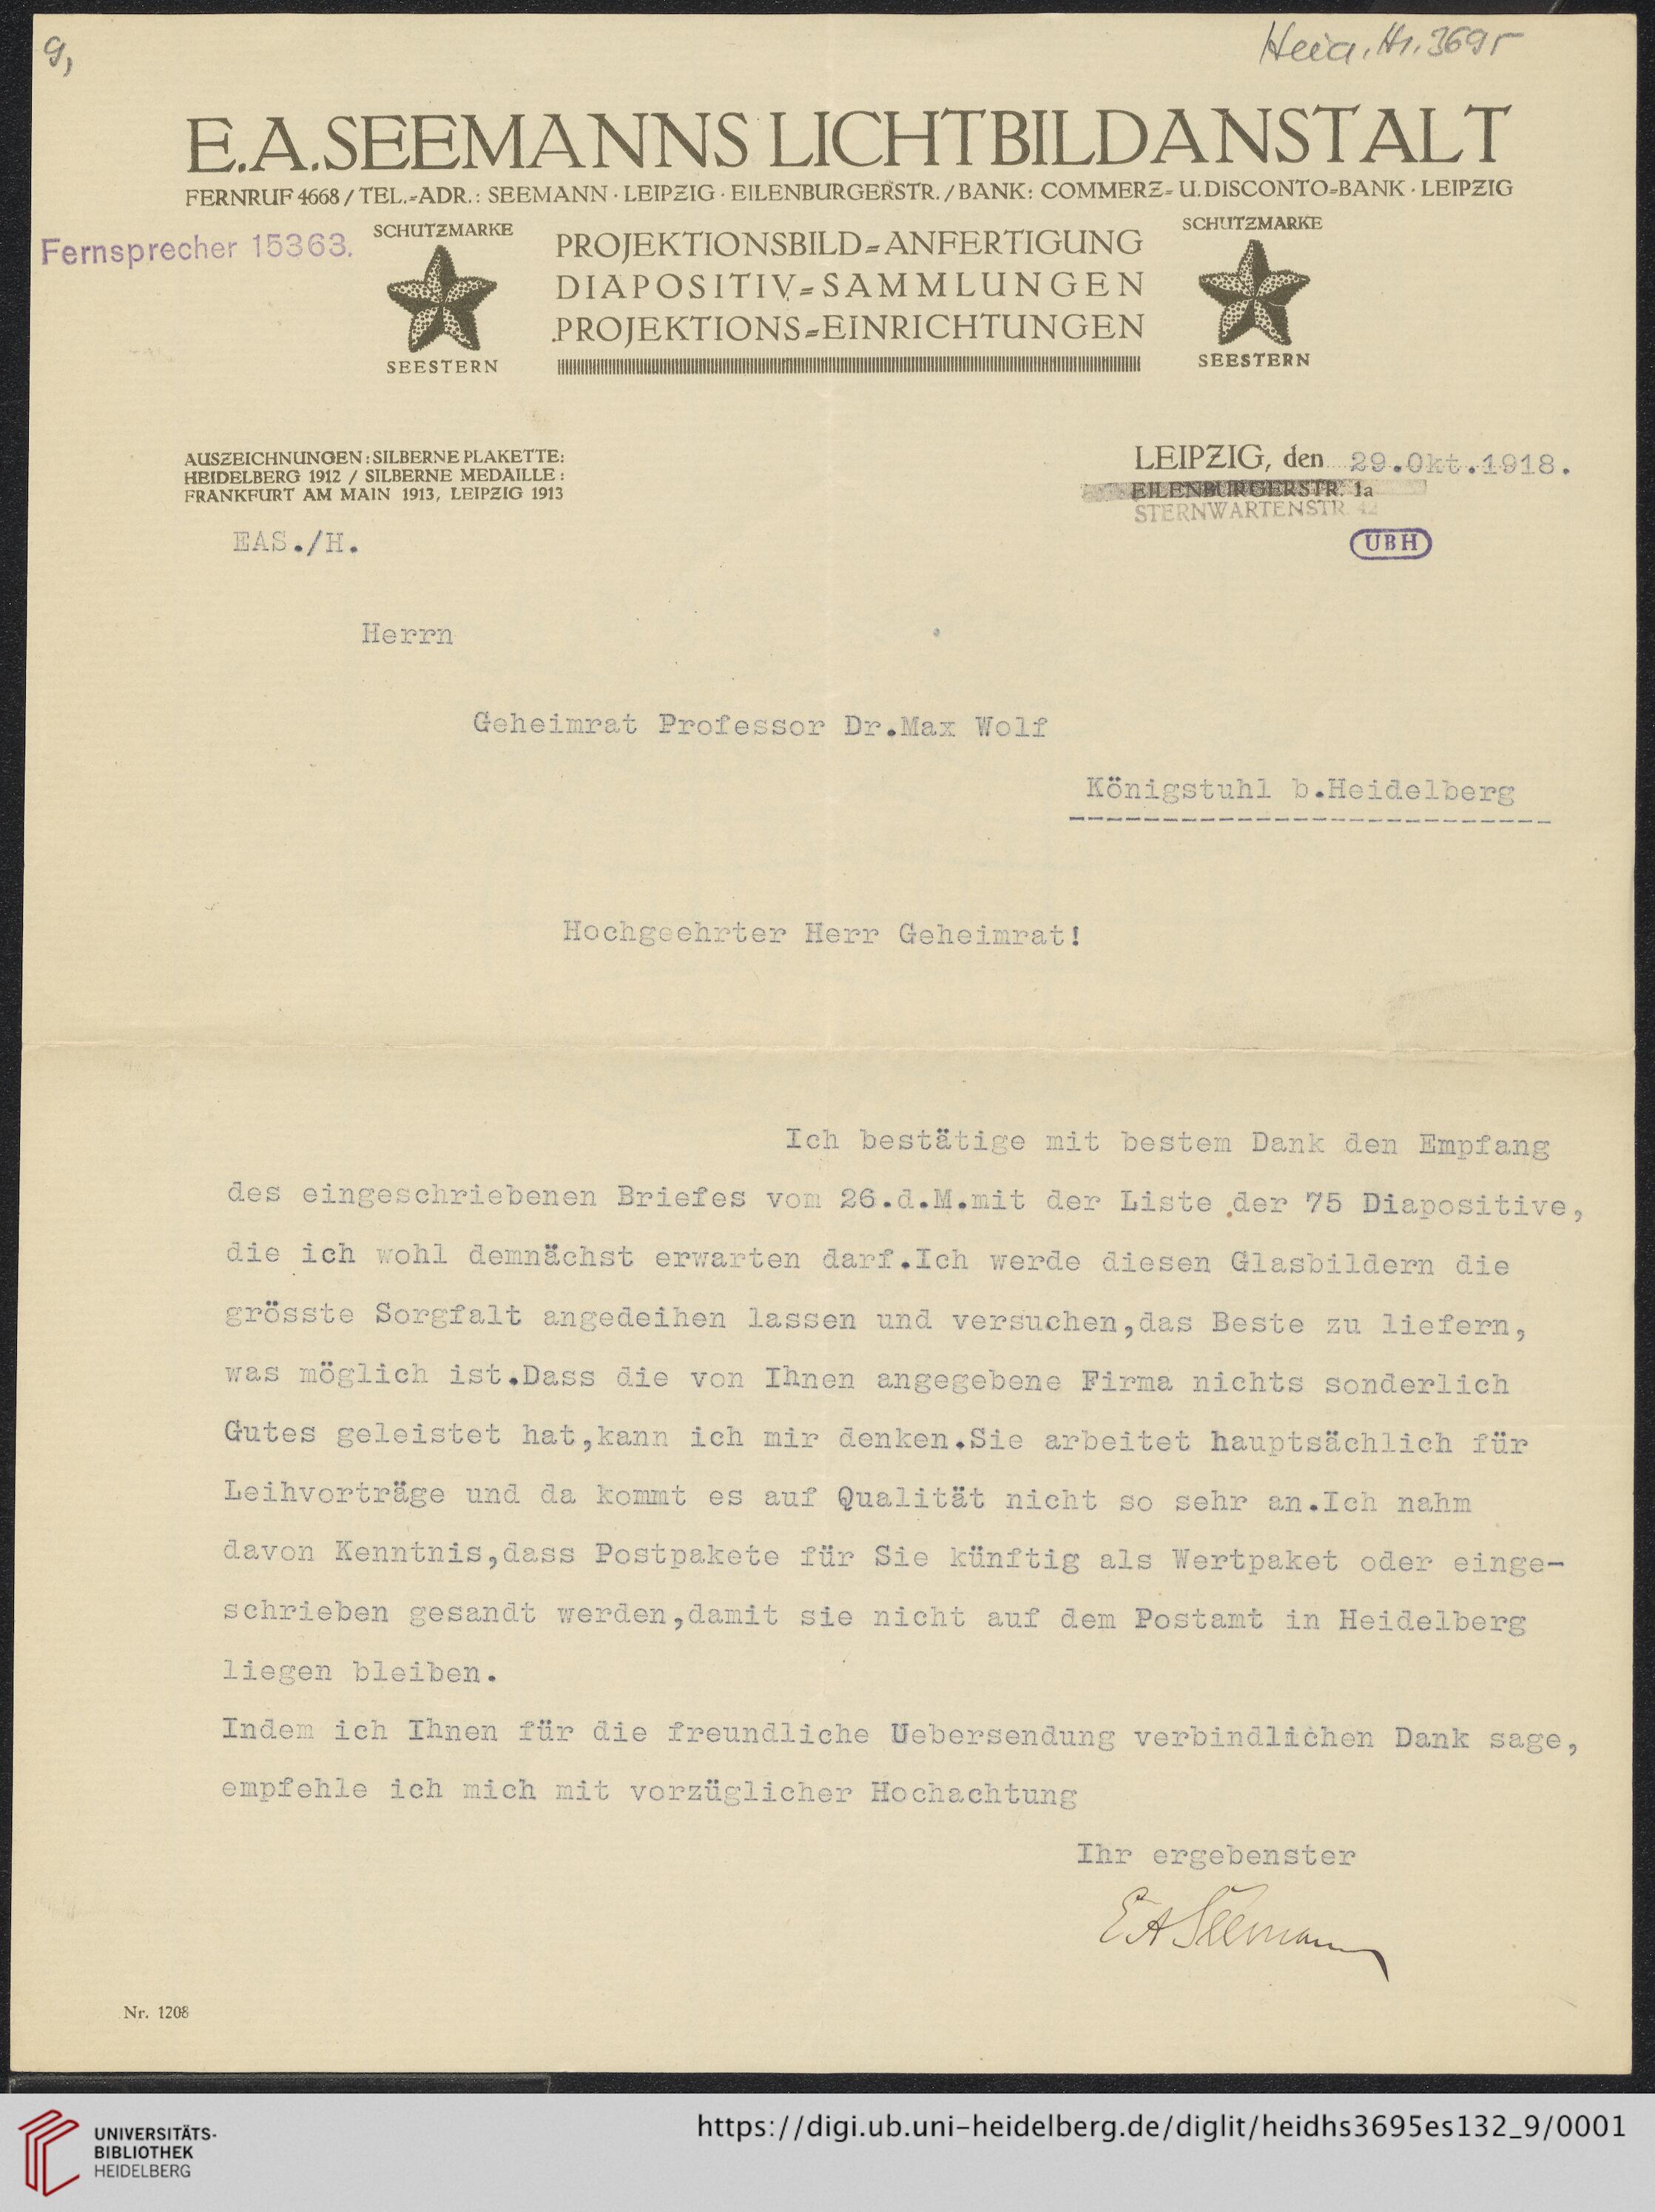 9,
Heid. Hs. 3695
E.A.SEEMANNS LICHTBILDANSTALT
FERNRUF 4668 / TEL.-ADR.: SEEMANN · LEIPZIG · EILENBURGERSTR. / BANK: COMMERZ- U. DISCONTO-BANK · LEIPZIG
Fernsprecher 15363.
SCHUTZMARKE
SEESTERN
PROJEKTIONSBILD-ANFERTIGUNG
DIAPOSITIV-SAMMLUNGEN
PROJEKTIONS-EINRICHTUNGEN
SCHUTZMARKE
SEESTERN
AUSZEICHNUNGEN: SILBERNE PLAKETTE:
HEIDELBERG 1912 / SILBERNE MEDAILLE:
FRANKFURT AM MAIN 1913, LEIPZIG 1913
LEIPZIG, den 29.Okt.1918.
EILENBURGERSTR. 1a
STERNWARTENSTR. 42
UBH
EAS./H.
Herrn
Geheimrat Professor Dr.Max Wolf
Königstuhl b.Heidelberg
Hochgeehrter Herr Geheimrat!
Ich bestätige mit bestem Dank den Empfang
des eingeschriebenen Briefes vom 26.d.M.mit der Liste der 75 Diapositive,
die ich wohl demnächst erwarten darf.Ich werde diesen Glasbildern die
grösste Sorgfalt angedeihen lassen und versuchen,das Beste zu liefern,
was möglich ist.Dass die von Ihnen angegebene Firma nichts sonderlich
Gutes geleistet hat,kann ich mir denken.Sie arbeitet hauptsächlich für
Leihvorträge und da kommt es auf Qualität nicht so sehr an.Ich nahm
davon Kenntnis,dass Postpakete für Sie künftig als Wertpaket oder einge-
schrieben gesandt werden,damit sie nicht auf dem Postamt in Heidelberg
liegen bleiben.
Indem ich Ihnen für die freundliche Uebersendung verbindlichen Dank sage,
empfehle ich mich mit vorzüglicher Hochachtung
Ihr ergebenster
E A Seemann
Nr. 1208
UNIVERSITÄTS-
BIBLIOTHEK
HEIDELBERG
https://digi.ub.uni-heidelberg.de/diglit/heidhs3695es132_9/0001